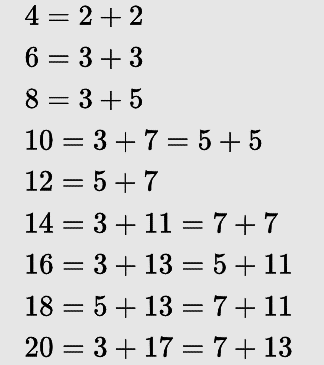 4 = 2 + 2
6 = 3 + 3
8 = 3 + 5
10 = 3 + 7 = 5 + 5
12 = 5 + 7
14 = 3 + 11 = 7 + 7
16 = 3 + 13 = 5 + 11
18 = 5 + 13 = 7 + 11
20 = 3 + 17 = 7 + 13